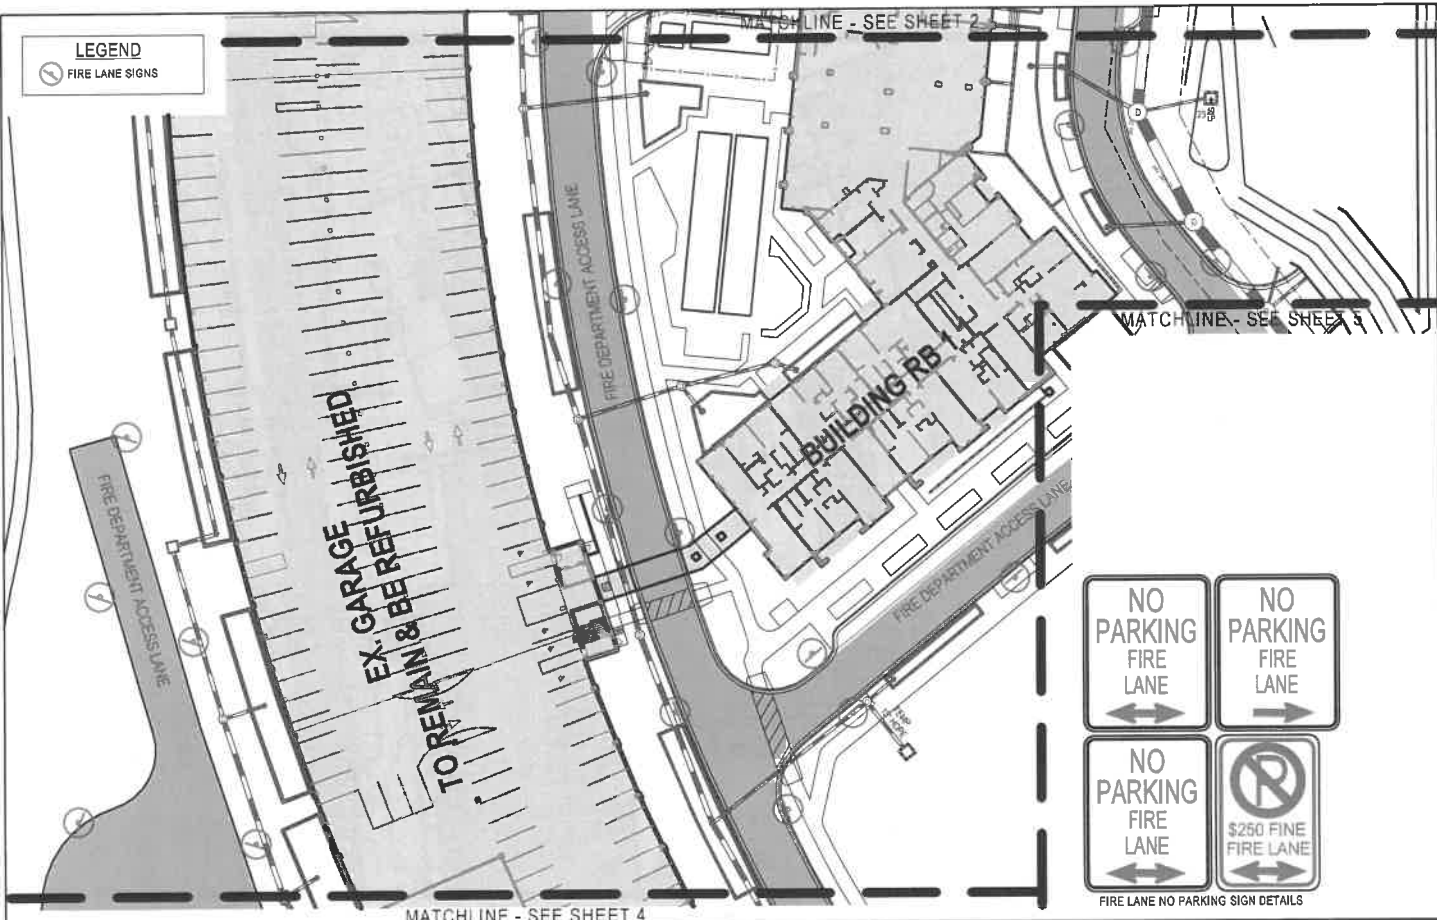 MATCHLINE - SEE SHEET 2
LEGEND
FIRE LANE SIGNS
D
D
FIRE DEPARTMENT ACCESS LANE
MATCHLINE - SEE SHEET 5
BUILDING RB 1
EX. GARAGE
TO REMAIN & BE REFURBISHED
FIRE DEPARTMENT ACCESS LANE
FIRE DEPARTMENT ACCESS LANE
NO
PARKING
FIRE
LANE
NO
PARKING
FIRE
LANE
NO
PARKING
FIRE
LANE
P
$250 FINE
FIRE LANE
FIRE LANE NO PARKING SIGN DETAILS
MATCHLINE - SEE SHEET 4